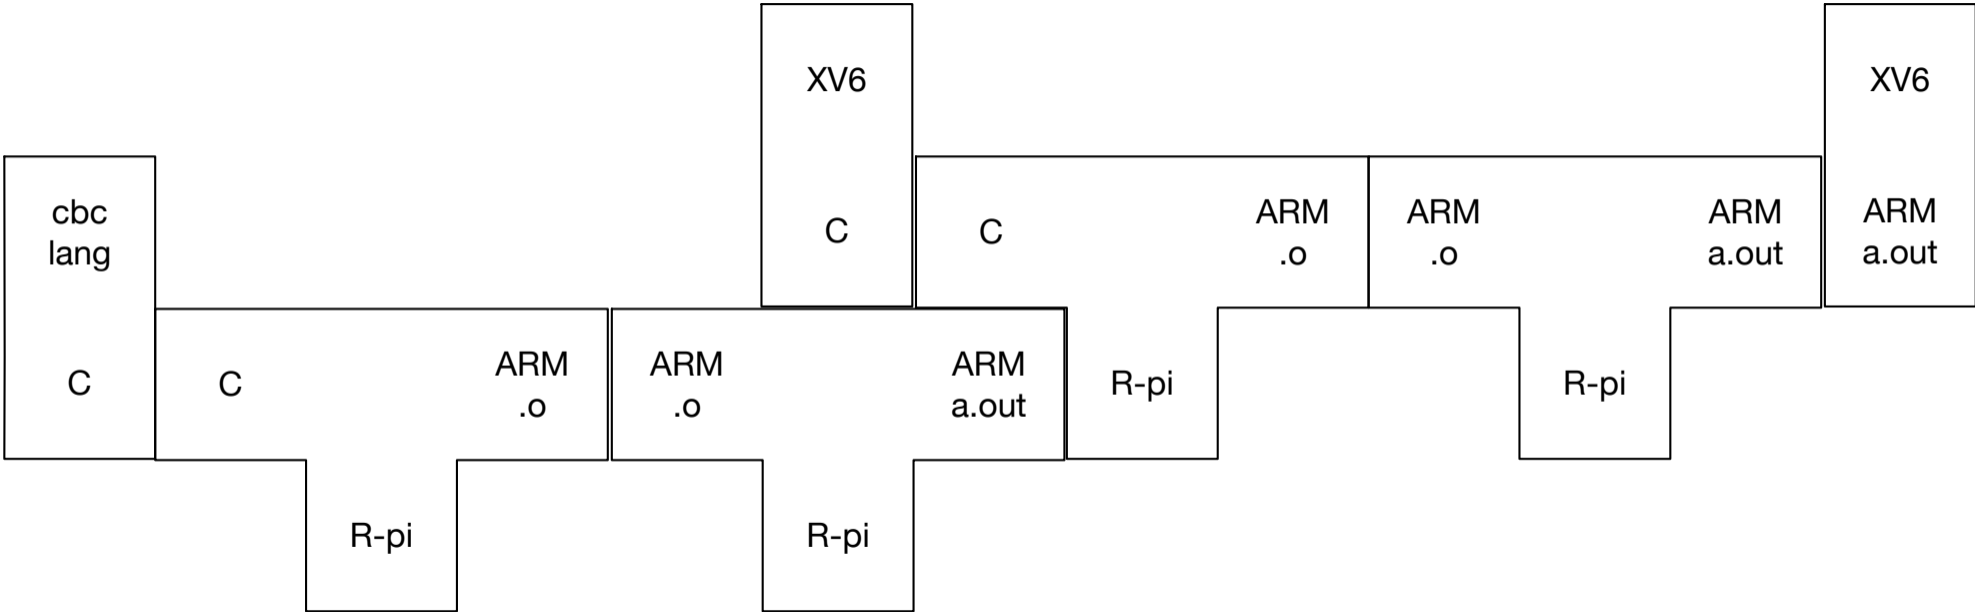 XV6
XV6
cbc
lang
C
C
ARM
.o
ARM
.o
ARM
a.out
ARM
a.out
C
C
ARM
.o
ARM
.o
ARM
a.out
R-pi
R-pi
R-pi
R-pi